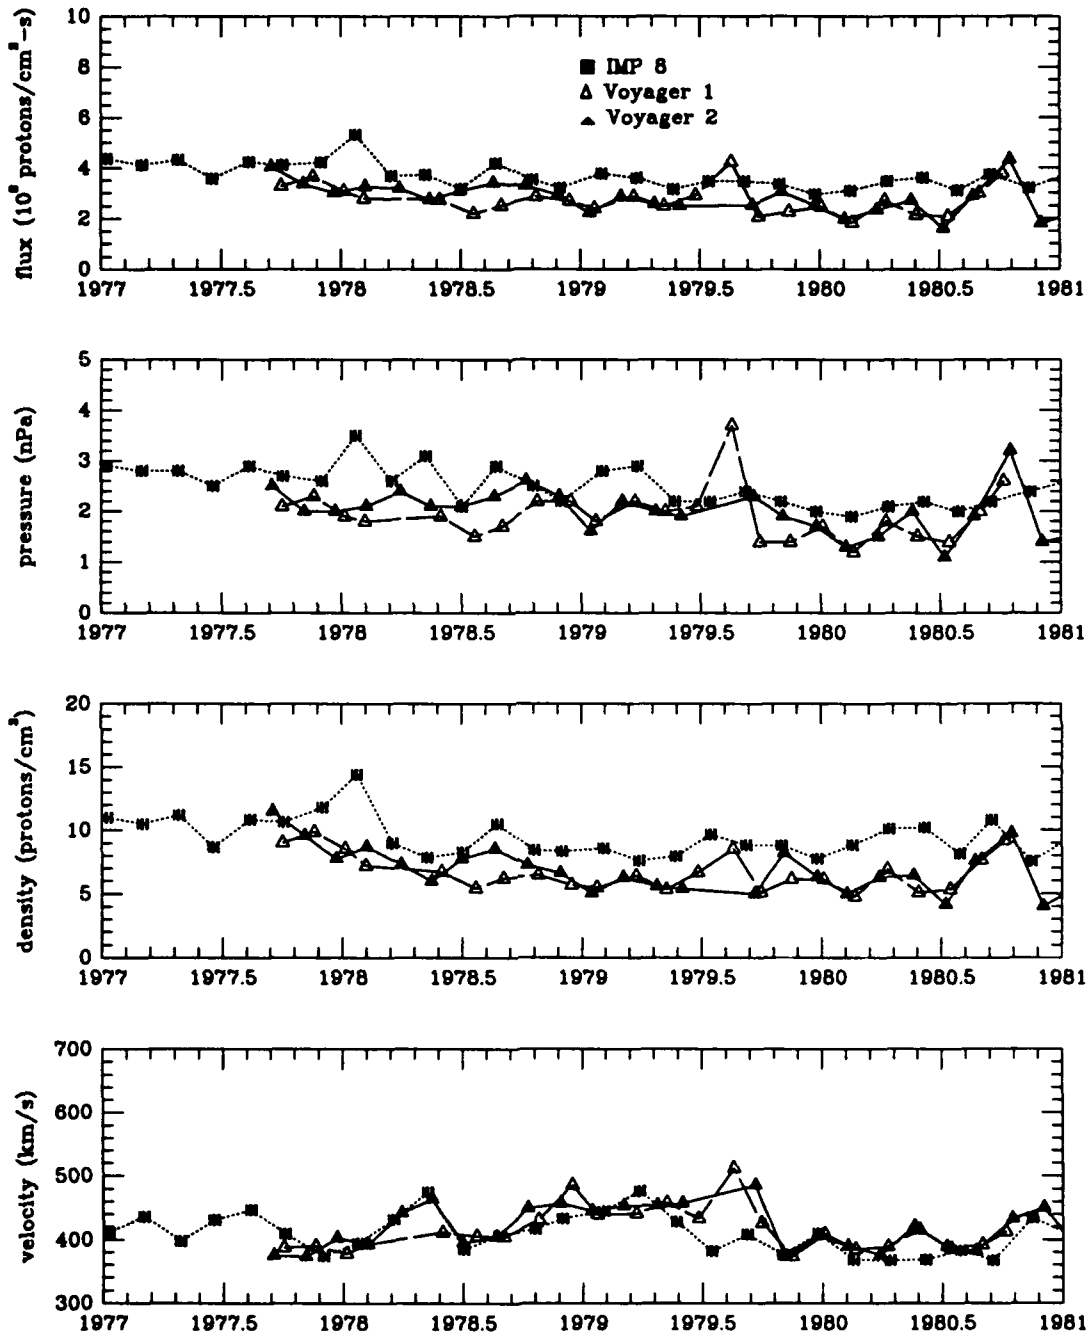 flux (10⁸ protons/cm²-s)
10
8
6
4
2
0
IMP 8
Voyager 1
Voyager 2
1977 1977.5 1978 1978.5 1979 1979.5 1980 1980.5 1981
pressure (nPa)
5
4
3
2
1
0
1977 1977.5 1978 1978.5 1979 1979.5 1980 1980.5 1981
density (protons/cm³)
20
15
10
5
0
1977 1977.5 1978 1978.5 1979 1979.5 1980 1980.5 1981
velocity (km/s)
700
600
500
400
300
1977 1977.5 1978 1978.5 1979 1979.5 1980 1980.5 1981